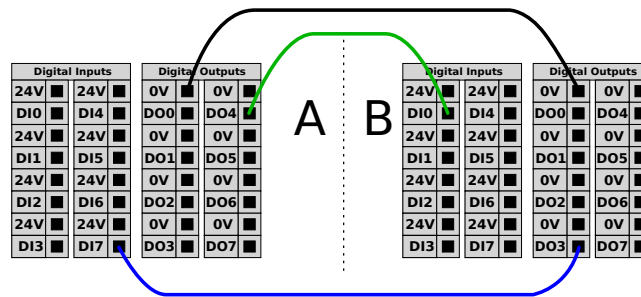 Digital Inputs Digital Outputs A B Digital Inputs Digital Outputs
24V 24V 0V 0V 24V 24V 0V 0V
DI0 DI4 DO0 DO4 DI0 DI4 DO0 DO4
24V 24V 0V 0V 24V 24V 0V 0V
DI1 DI5 DO1 DO5 DI1 DI5 DO1 DO5
24V 24V 0V 0V 24V 24V 0V 0V
DI2 DI6 DO2 DO6 DI2 DI6 DO2 DO6
24V 24V 0V 0V 24V 24V 0V 0V
DI3 DI7 DO3 DO7 DI3 DI7 DO3 DO7